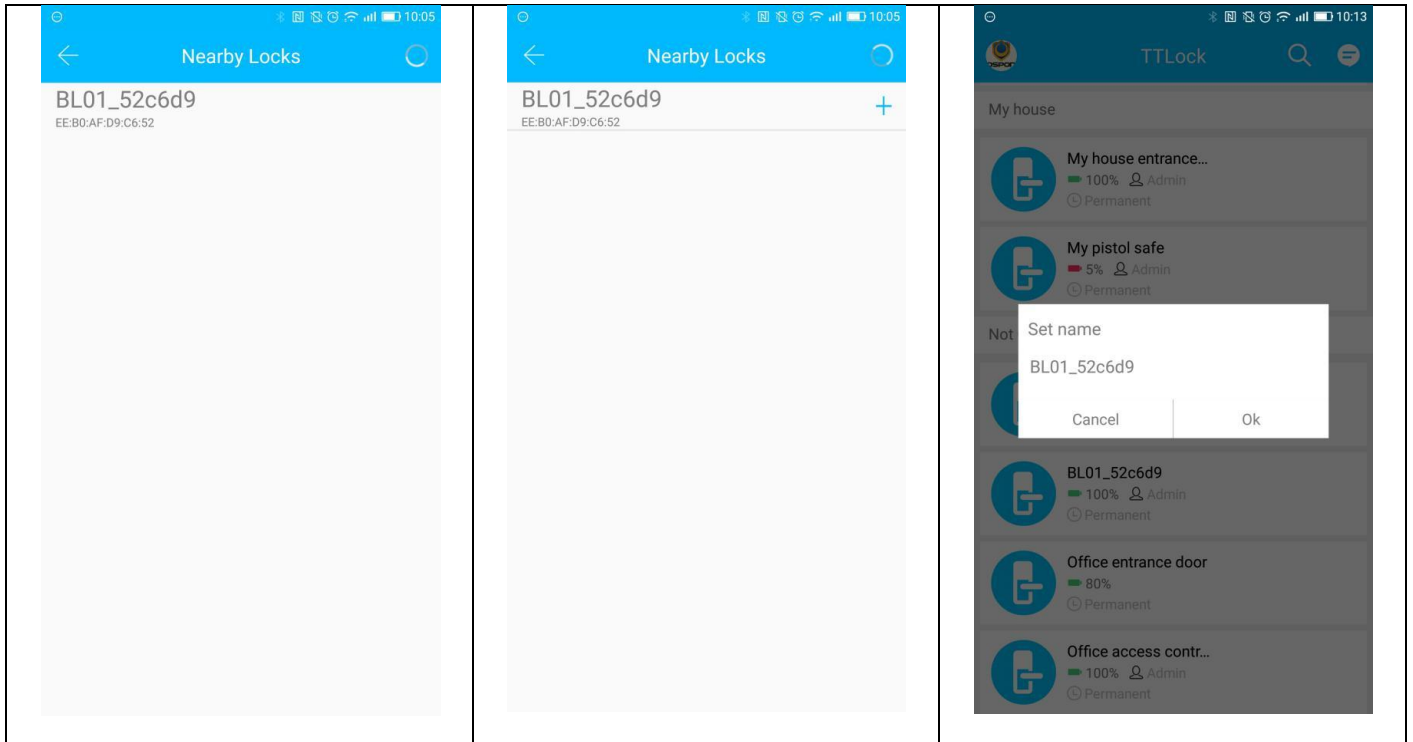 10:05
Nearby Locks
BL01_52c6d9
EE:B0:AF:D9:C6:52
10:05
Nearby Locks
BL01_52c6d9
EE:B0:AF:D9:C6:52
+
10:13
TTLock
My house
My house entrance...
100% Admin
Permanent
My pistol safe
5% Admin
Permanent
Not
Set name
BL01_52c6d9
Cancel Ok
BL01_52c6d9
100% Admin
Permanent
Office entrance door
80%
Permanent
Office access contr...
100% Admin
Permanent